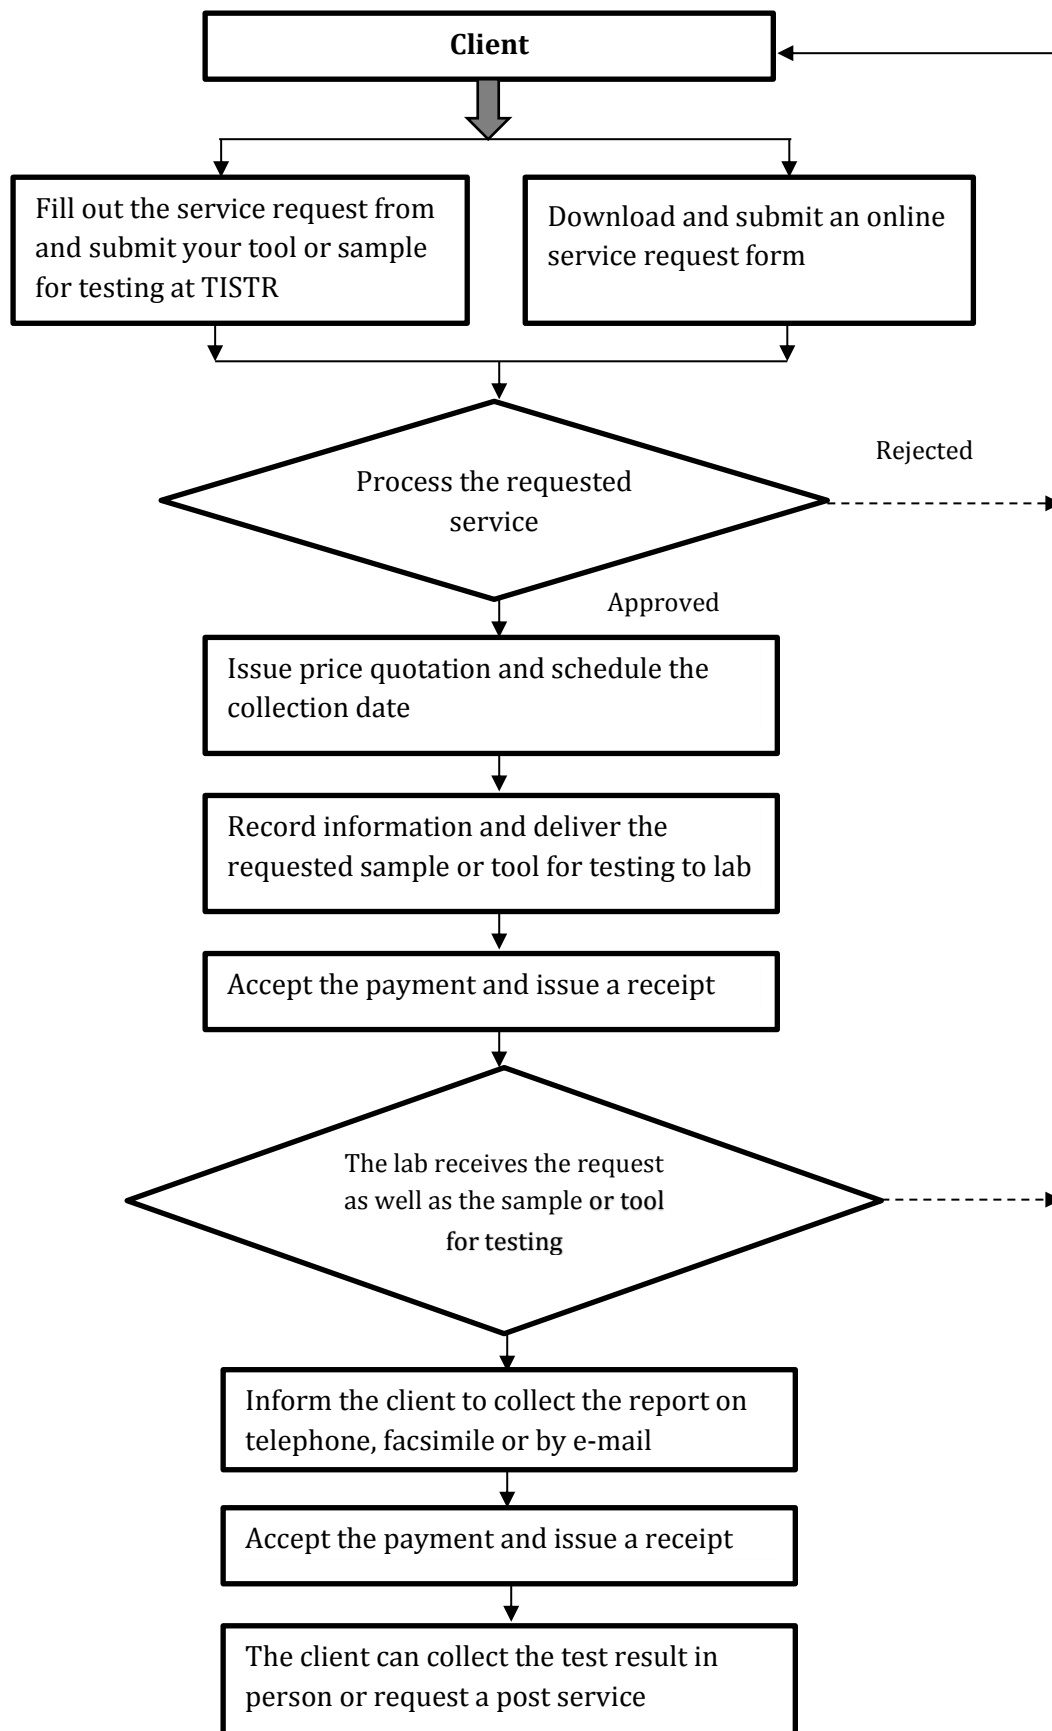 Client
Fill out the service request from
and submit your tool or sample
for testing at TISTR
Download and submit an online
service request form
Process the requested
service
Rejected
Approved
Issue price quotation and schedule the
collection date
Record information and deliver the
requested sample or tool for testing to lab
Accept the payment and issue a receipt
The lab receives the request
as well as the sample or tool
for testing
Inform the client to collect the report on
telephone, facsimile or by e-mail
Accept the payment and issue a receipt
The client can collect the test result in
person or request a post service